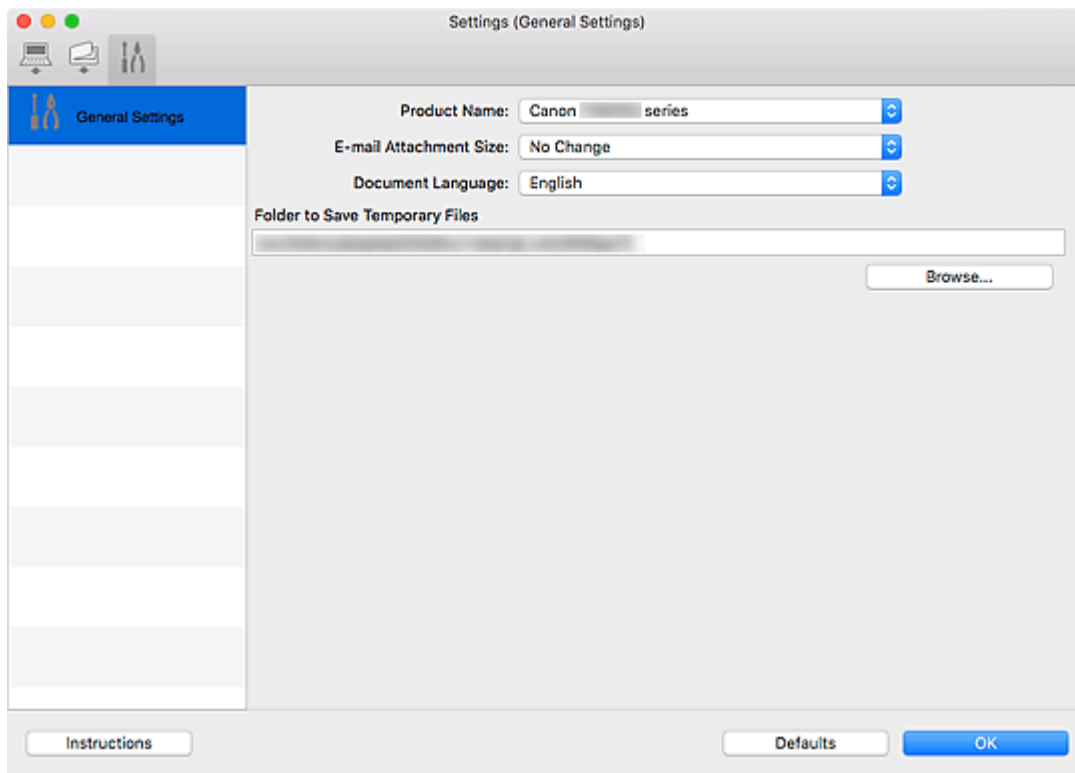 Settings (General Settings)
General Settings
Product Name: Canon series
E-mail Attachment Size: No Change
Document Language: English
Folder to Save Temporary Files
Browse...
Instructions Defaults OK